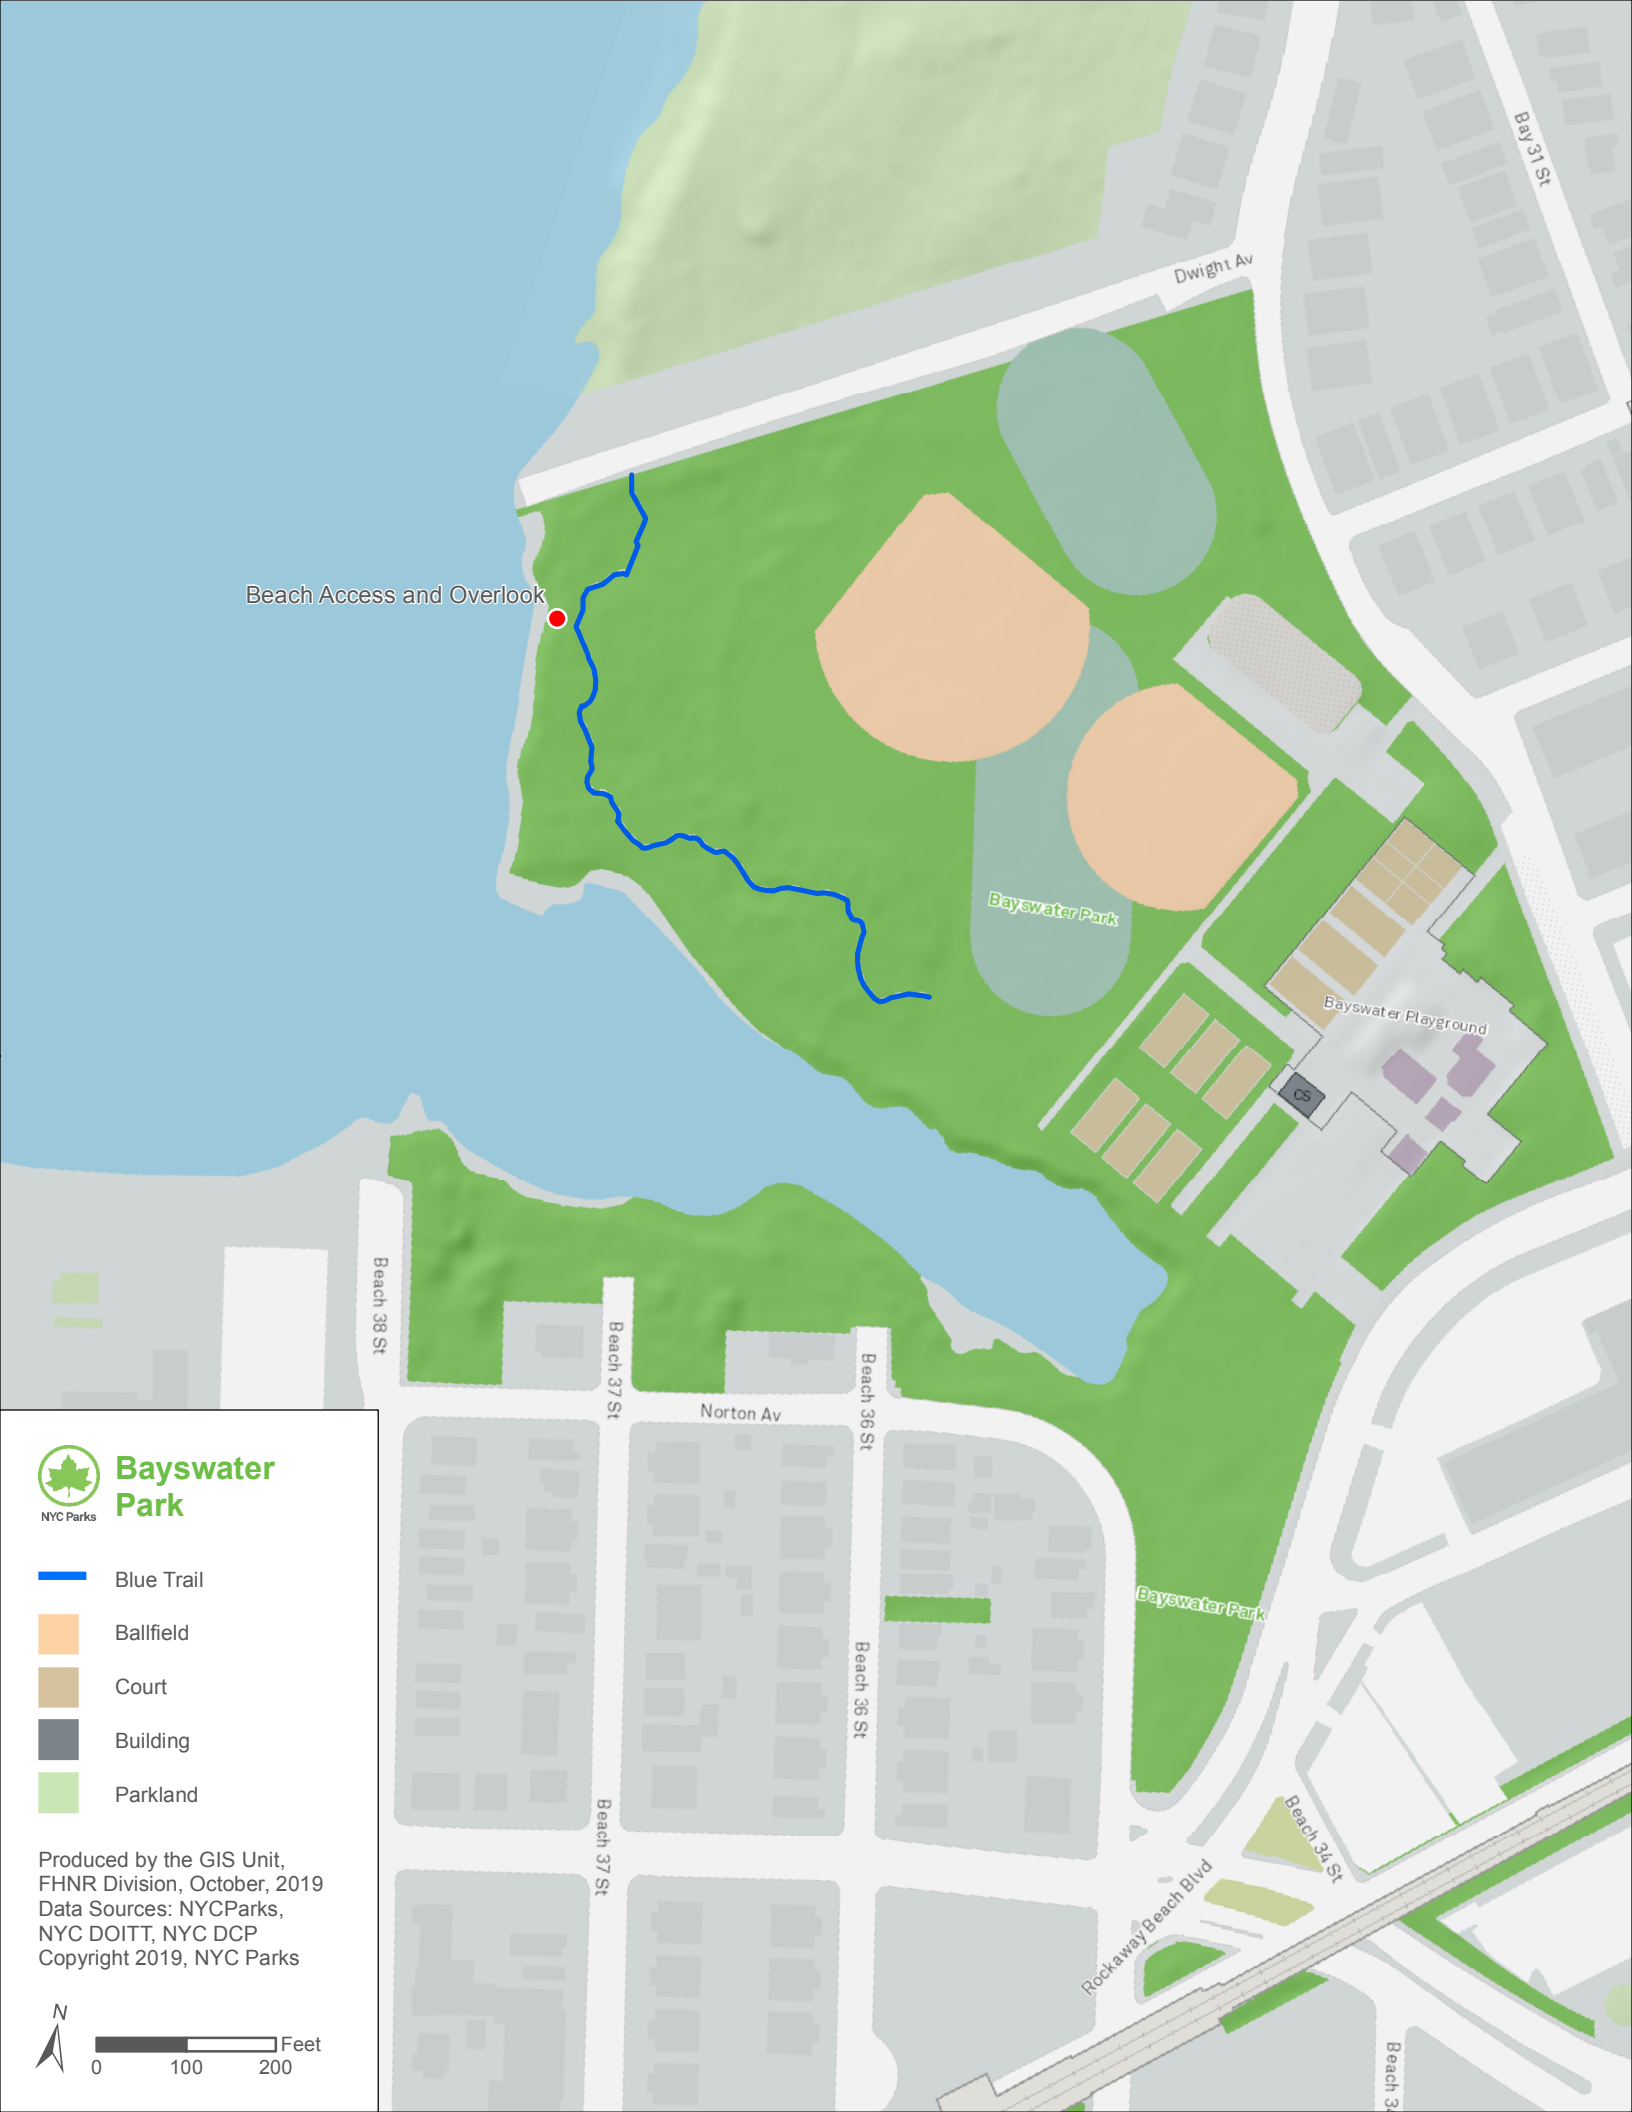 Bay 31 St
Dwight Av
Beach Access and Overlook
Bayswater Park
Bayswater Playground
CS
Beach 38 St
Beach 37 St
Beach 36 St
Norton Av
Bayswater Park
Beach 36 St
Beach 37 St
Beach 34 St
Rockaway Beach Blvd
NYC Parks
Bayswater
Park
Blue Trail
Ballfield
Court
Building
Parkland
Produced by the GIS Unit,
FHNR Division, October, 2019
Data Sources: NYCParks,
NYC DOITT, NYC DCP
Copyright 2019, NYC Parks
N
Feet
0 100 200